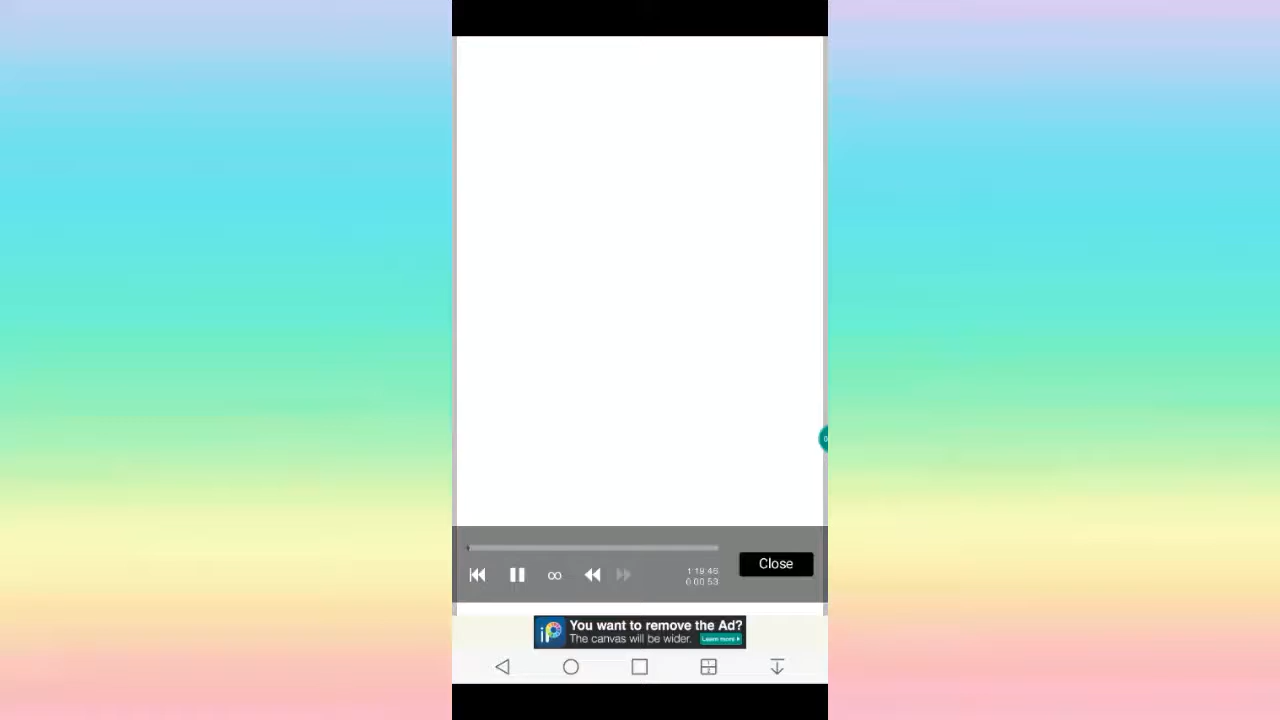 1:19:46
0:00:53
Close
iP
You want to remove the Ad?
The canvas will be wider.
Learn more